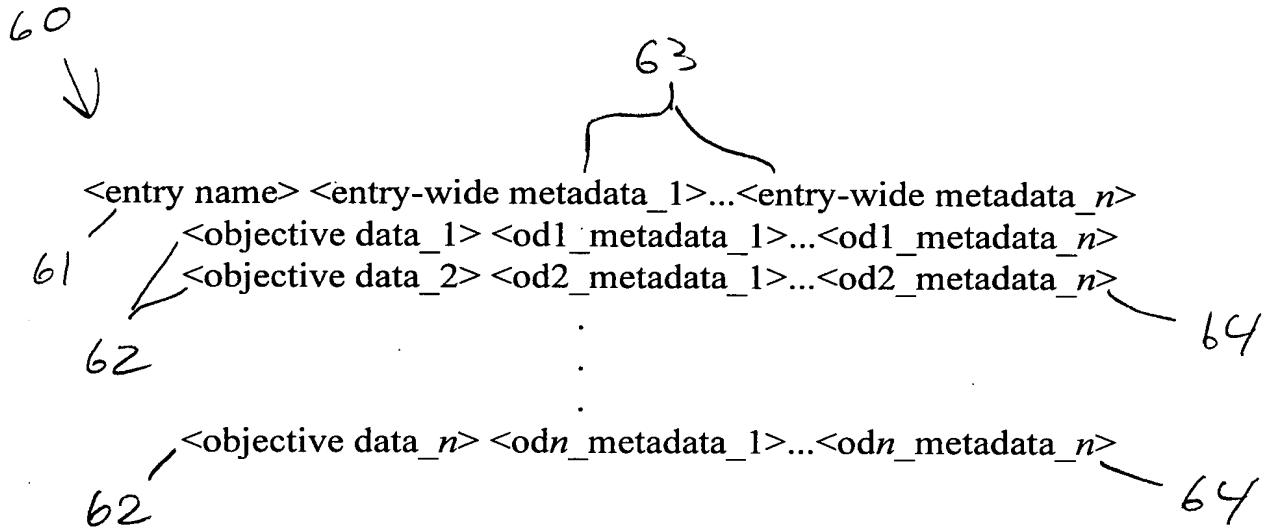 60
63
<entry name> <entry-wide metadata_1>...<entry-wide metadata_n>
<objective data_1> <od1_metadata_1>...<od1_metadata_n>
61
<objective data_2> <od2_metadata_1>...<od2_metadata_n>
64
62
.
.
.
<objective data_n> <odn_metadata_1>...<odn_metadata_n>
62
64